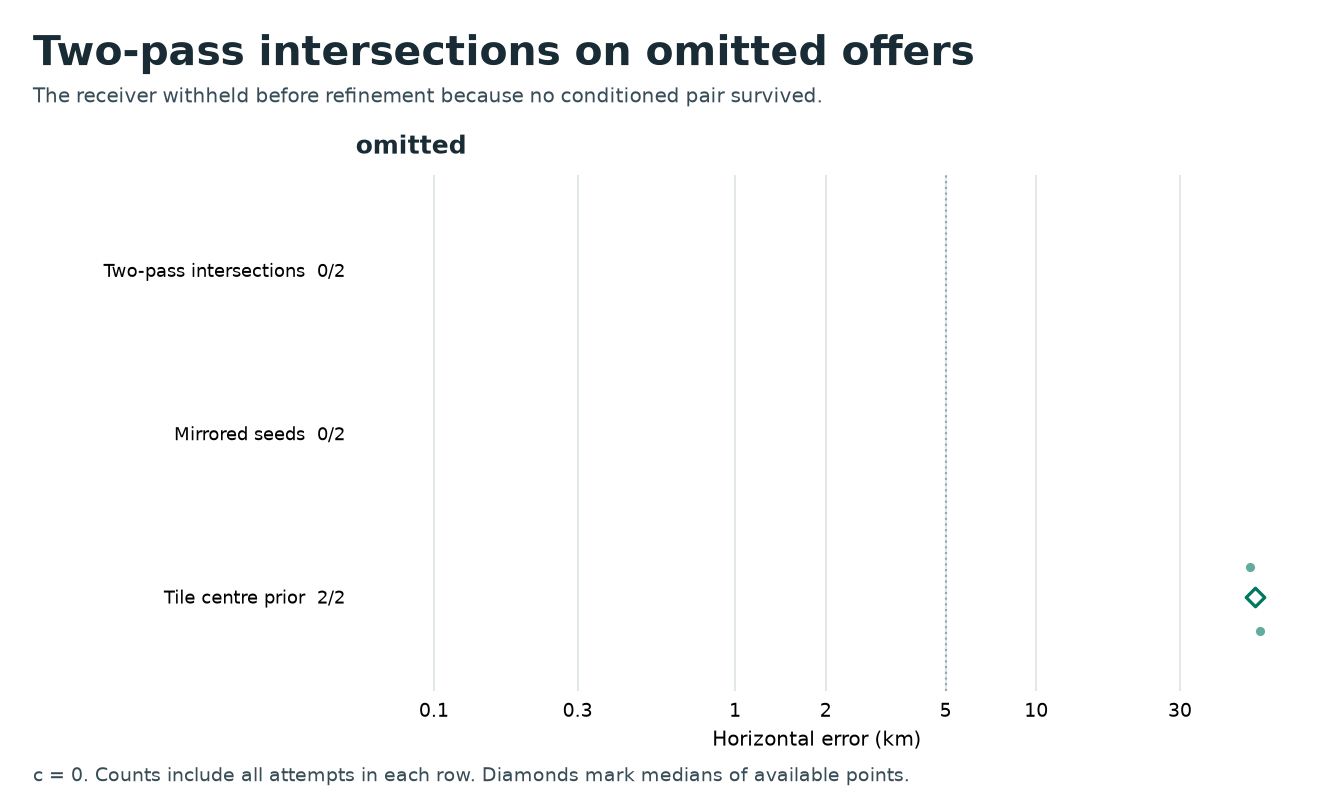 Two-pass intersections on omitted offers
The receiver withheld before refinement because no conditioned pair survived.
omitted
Two-pass intersections 0/2
Mirrored seeds 0/2
Tile centre prior 2/2
0.1 0.3 1 2 5 10 30
Horizontal error (km)
c = 0. Counts include all attempts in each row. Diamonds mark medians of available points.